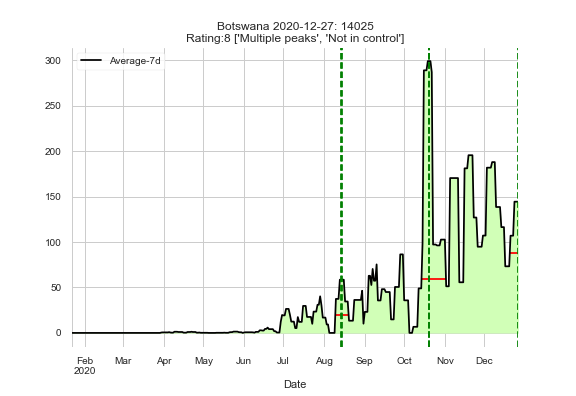 Botswana 2020-12-27: 14025
Rating:8 ['Multiple peaks', 'Not in control']
Average-7d
300
250
200
150
100
50
0
Feb Mar Apr May Jun Jul Aug Sep Oct Nov Dec
2020
Date